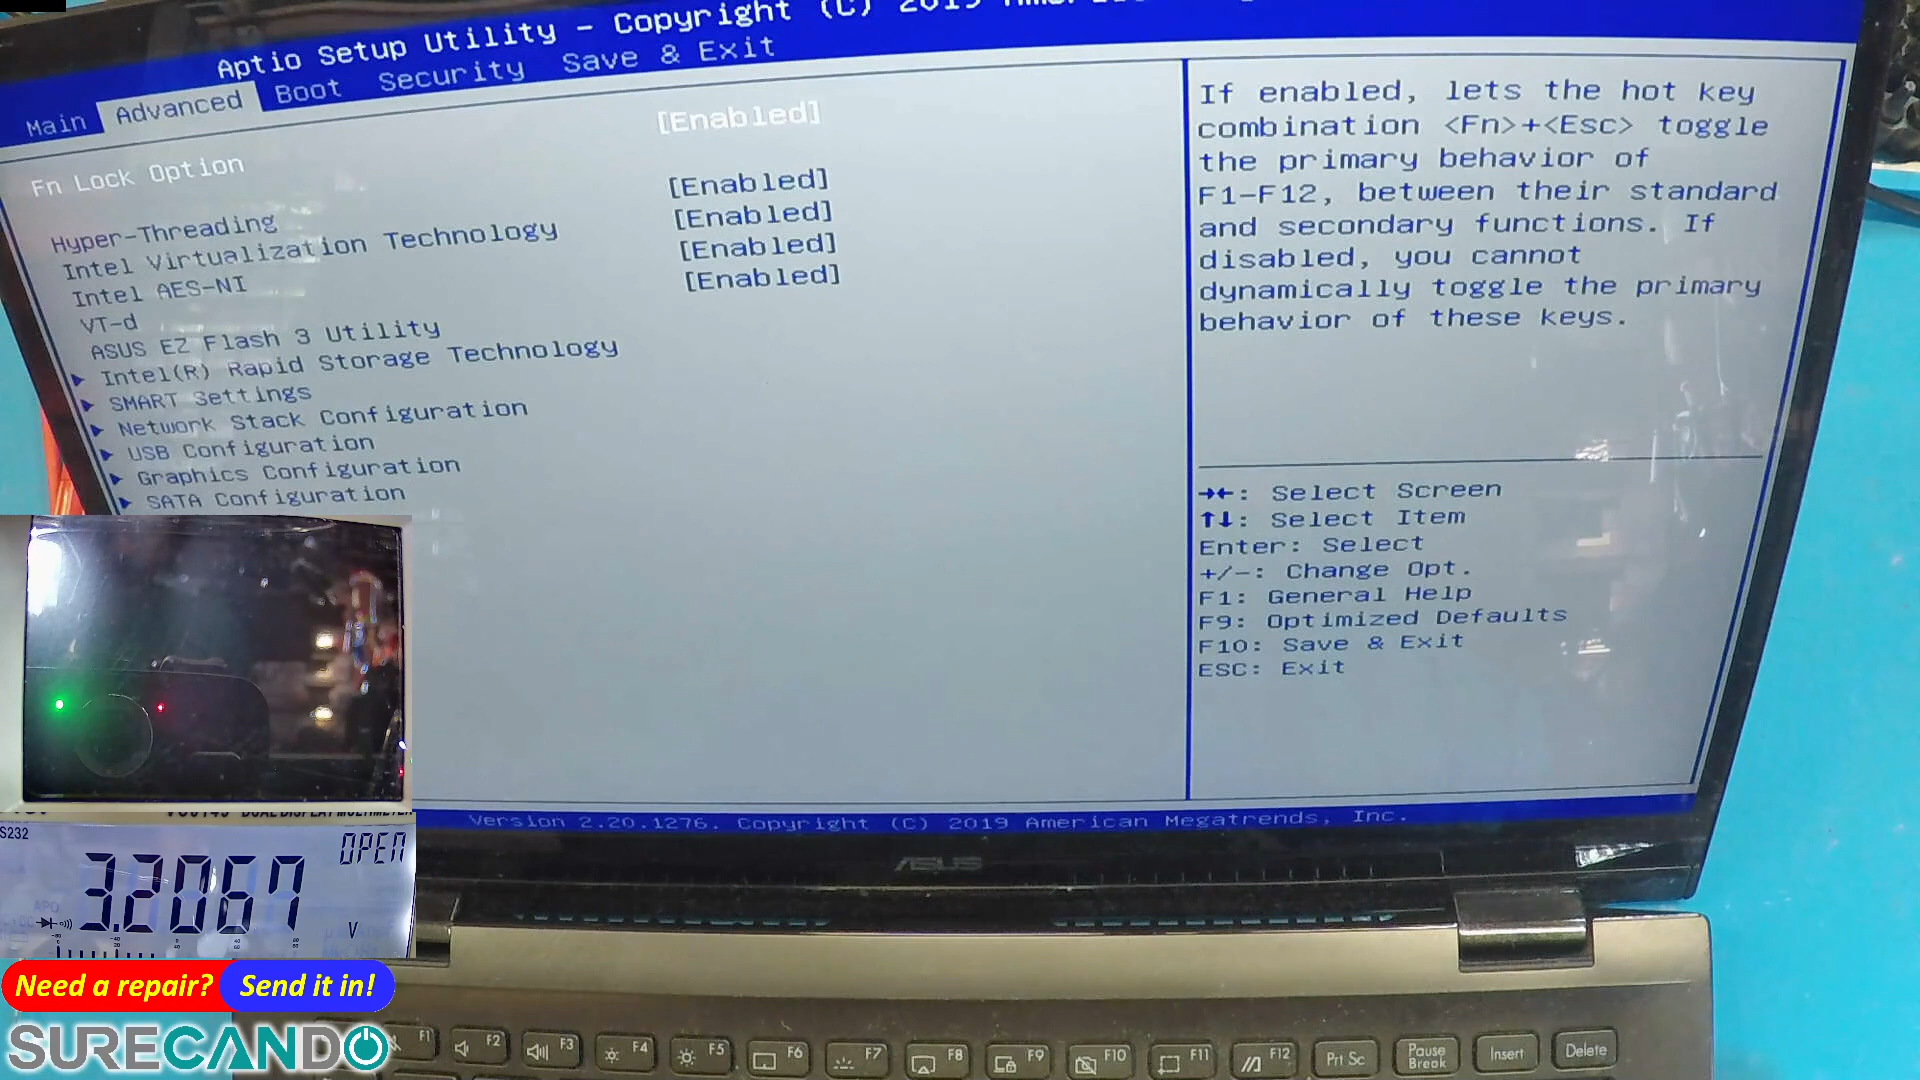 Aptio Setup Utility – Copyright (C) 2019
Main Advanced Boot Security Save & Exit
Fn Lock Option [Enabled]
Hyper-Threading [Enabled]
Intel Virtualization Technology [Enabled]
Intel AES-NI [Enabled]
VT-d [Enabled]
ASUS EZ Flash 3 Utility
Intel(R) Rapid Storage Technology
SMART Settings
Network Stack Configuration
USB Configuration
Graphics Configuration
SATA Configuration
If enabled, lets the hot key
combination <Fn>+<Esc> toggle
the primary behavior of
F1-F12, between their standard
and secondary functions. If
disabled, you cannot
dynamically toggle the primary
behavior of these keys.
→←: Select Screen
↑↓: Select Item
Enter: Select
+/-: Change Opt.
F1: General Help
F9: Optimized Defaults
F10: Save & Exit
ESC: Exit
Version 2.20.1276. Copyright (C) 2019 American Megatrends, Inc.
ASUS
S232
OPEN
APO
3.2067
V
Need a repair? Send it in!
SURECANDO
F1 F2 F3 F4 F5 F6 F7 F8 F9 F10 F11 F12 Prt Sc Pause Break Insert Delete